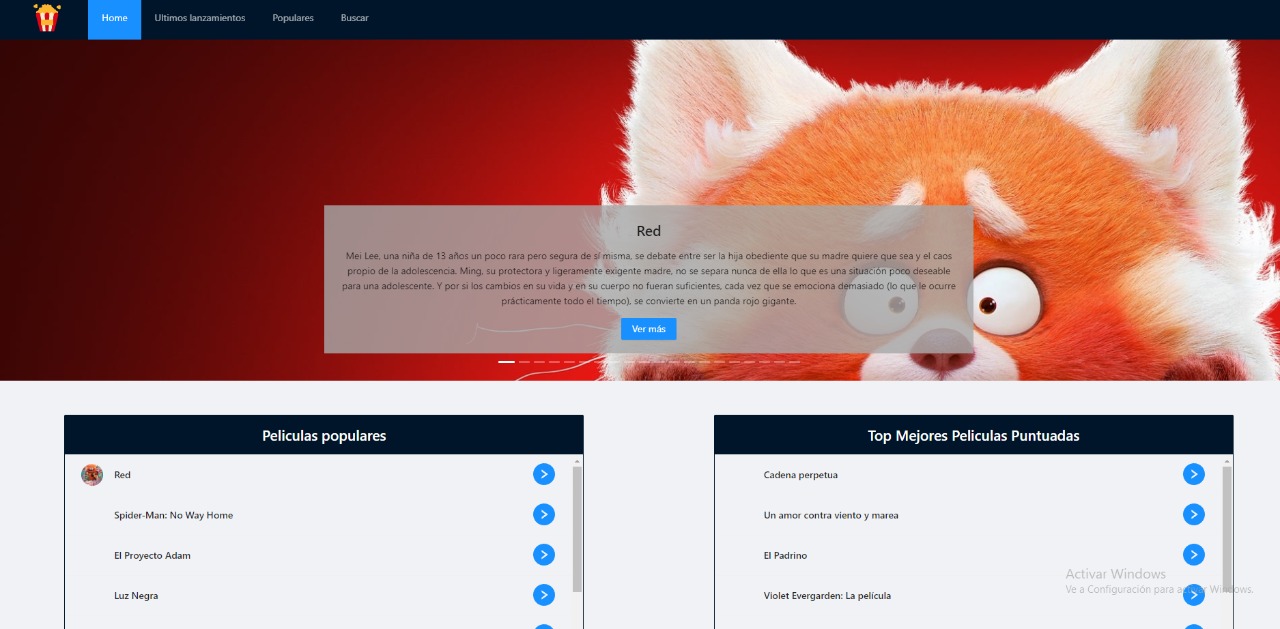 Home
Ultimos lanzamientos
Populares
Buscar
Red
Mei Lee, una niña de 13 años un poco rara pero segura de sí misma, se debate entre ser la hija obediente que su madre quiere que sea y el caos
propio de la adolescencia. Ming, su protectora y ligeramente exigente madre, no se separa nunca de ella lo que es una situación poco deseable
para una adolescente. Y por si los cambios en su vida y en su cuerpo no fueran suficientes, cada vez que se emociona demasiado (lo que le ocurre
prácticamente todo el tiempo), se convierte en un panda rojo gigante.
Ver más
Peliculas populares
Red
Spider-Man: No Way Home
El Proyecto Adam
Luz Negra
Top Mejores Peliculas Puntuadas
Cadena perpetua
Un amor contra viento y marea
El Padrino
Violet Evergarden: La película
Activar Windows
Ve a Configuración para activar Windows.